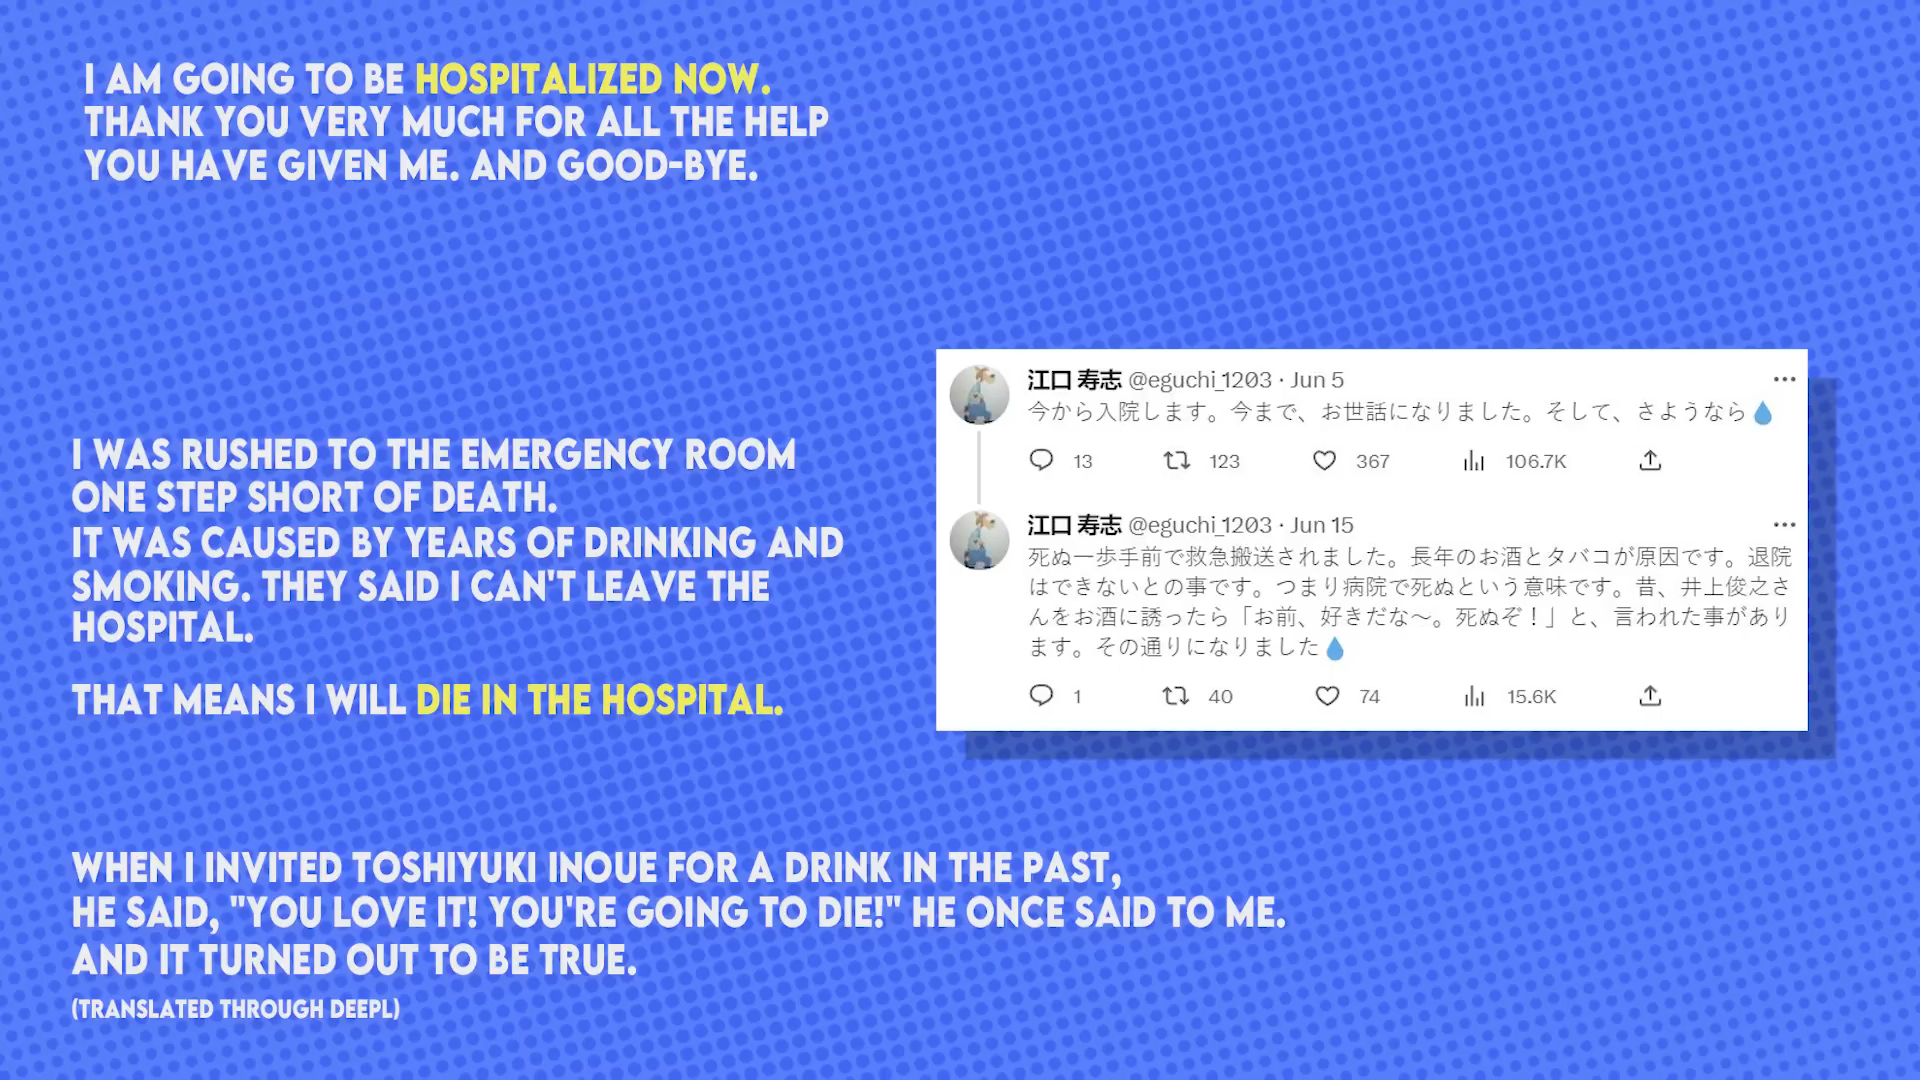 I AM GOING TO BE HOSPITALIZED NOW.
THANK YOU VERY MUCH FOR ALL THE HELP
YOU HAVE GIVEN ME. AND GOOD-BYE.
I WAS RUSHED TO THE EMERGENCY ROOM
ONE STEP SHORT OF DEATH.
IT WAS CAUSED BY YEARS OF DRINKING AND
SMOKING. THEY SAID I CAN'T LEAVE THE
HOSPITAL.
THAT MEANS I WILL DIE IN THE HOSPITAL.
江口 寿志 @eguchi_1203 · Jun 5
今から入院します。今まで、お世話になりました。そして、さようなら💧
13 123 367 106.7K
江口 寿志 @eguchi_1203 · Jun 15
死ぬ一歩手前で救急搬送されました。長年のお酒とタバコが原因です。退院
はできないとの事です。つまり病院で死ぬという意味です。昔、井上俊之さ
んをお酒に誘ったら「お前、好きだな〜。死ぬぞ！」と、言われた事があり
ます。その通りになりました💧
1 40 74 15.6K
WHEN I INVITED TOSHIYUKI INOUE FOR A DRINK IN THE PAST,
HE SAID, "YOU LOVE IT! YOU'RE GOING TO DIE!" HE ONCE SAID TO ME.
AND IT TURNED OUT TO BE TRUE.
(TRANSLATED THROUGH DEEPL)